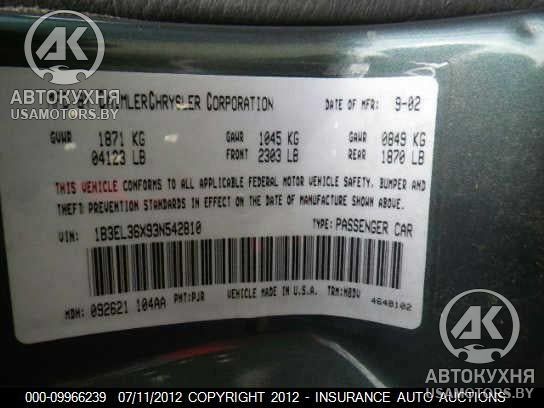 AK
АВТОКУХНЯ
USAMOTORS.BY
DAIMLERCHRYSLER CORPORATION
DATE OF MFR: 9-02
GVWR 1871 KG GAWR 1045 KG GAWR 0849 KG
04123 LB FRONT 2303 LB REAR 1870 LB
THIS VEHICLE CONFORMS TO ALL APPLICABLE FEDERAL MOTOR VEHICLE SAFETY, BUMPER AND
THEFT PREVENTION STANDARDS IN EFFECT ON THE DATE OF MANUFACTURE SHOWN ABOVE.
VIN: 1B3EL36X93N542810 TYPE: PASSENGER CAR
MDH: 092621 104AA PNT: PJR VEHICLE MADE IN U.S.A. TRM: M8DV
4648102
AK
АВТОКУХНЯ
USAMOTORS.BY
000-09966239 07/11/2012 COPYRIGHT 2012 - INSURANCE AUTO AUCTIONS